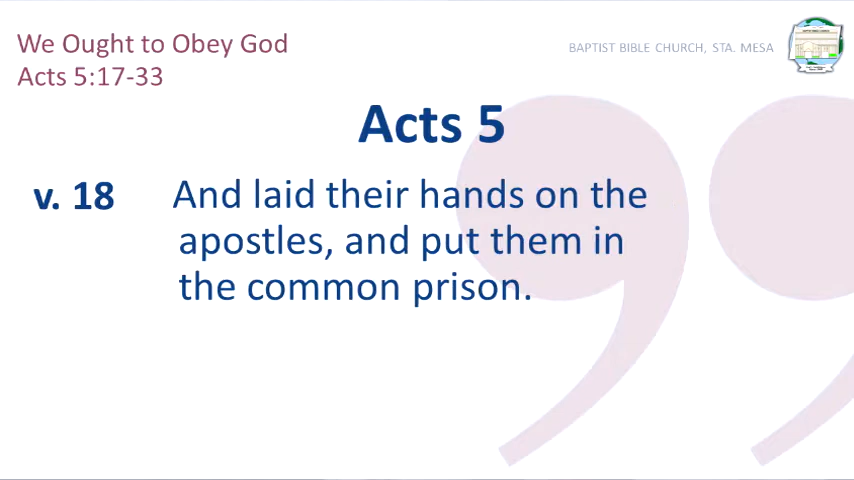 We Ought to Obey God
Acts 5:17-33
BAPTIST BIBLE CHURCH, STA. MESA
Acts 5
v. 18 And laid their hands on the
apostles, and put them in
the common prison.